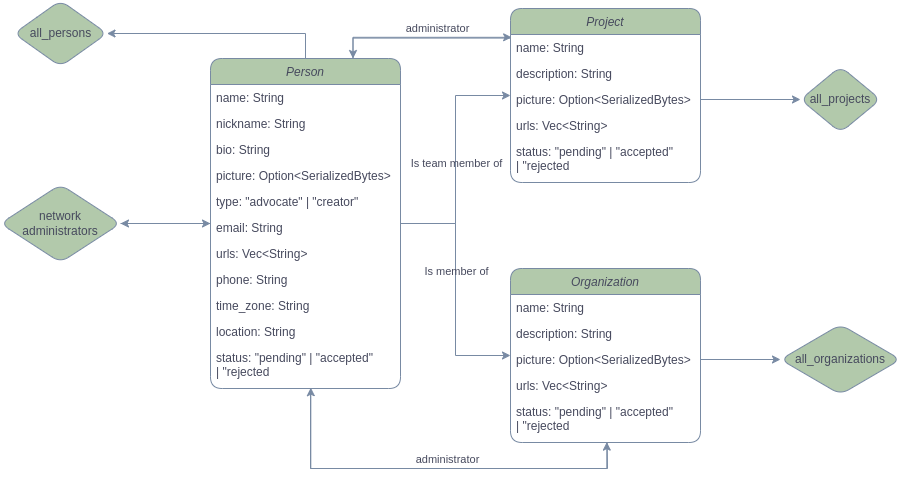 all_persons
administrator
Project
name: String
description: String
picture: Option<SerializedBytes>
urls: Vec<String>
status: "pending" | "accepted"
| "rejected
all_projects
Person
name: String
nickname: String
bio: String
picture: Option<SerializedBytes>
type: "advocate" | "creator"
email: String
urls: Vec<String>
phone: String
time_zone: String
location: String
status: "pending" | "accepted"
| "rejected
network
administrators
Is team member of
Is member of
Organization
name: String
description: String
picture: Option<SerializedBytes>
urls: Vec<String>
status: "pending" | "accepted"
| "rejected
all_organizations
administrator